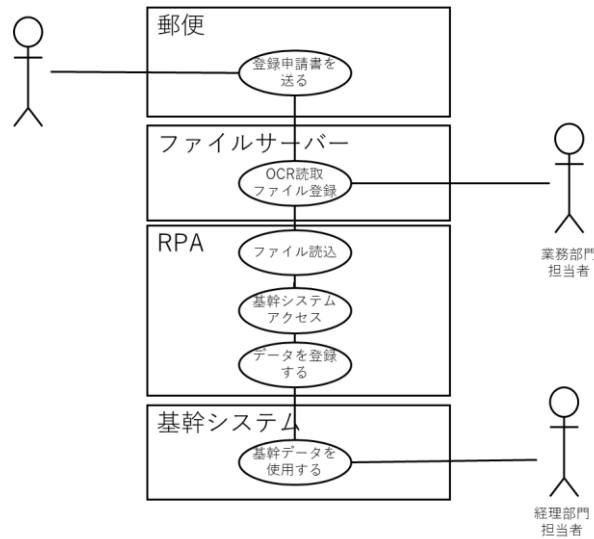 郵便
登録申請書を
送る
ファイルサーバー
OCR読取
ファイル登録
業務部門
担当者
RPA
ファイル読込
基幹システム
アクセス
データを登録
する
基幹システム
基幹データを
使用する
経理部門
担当者